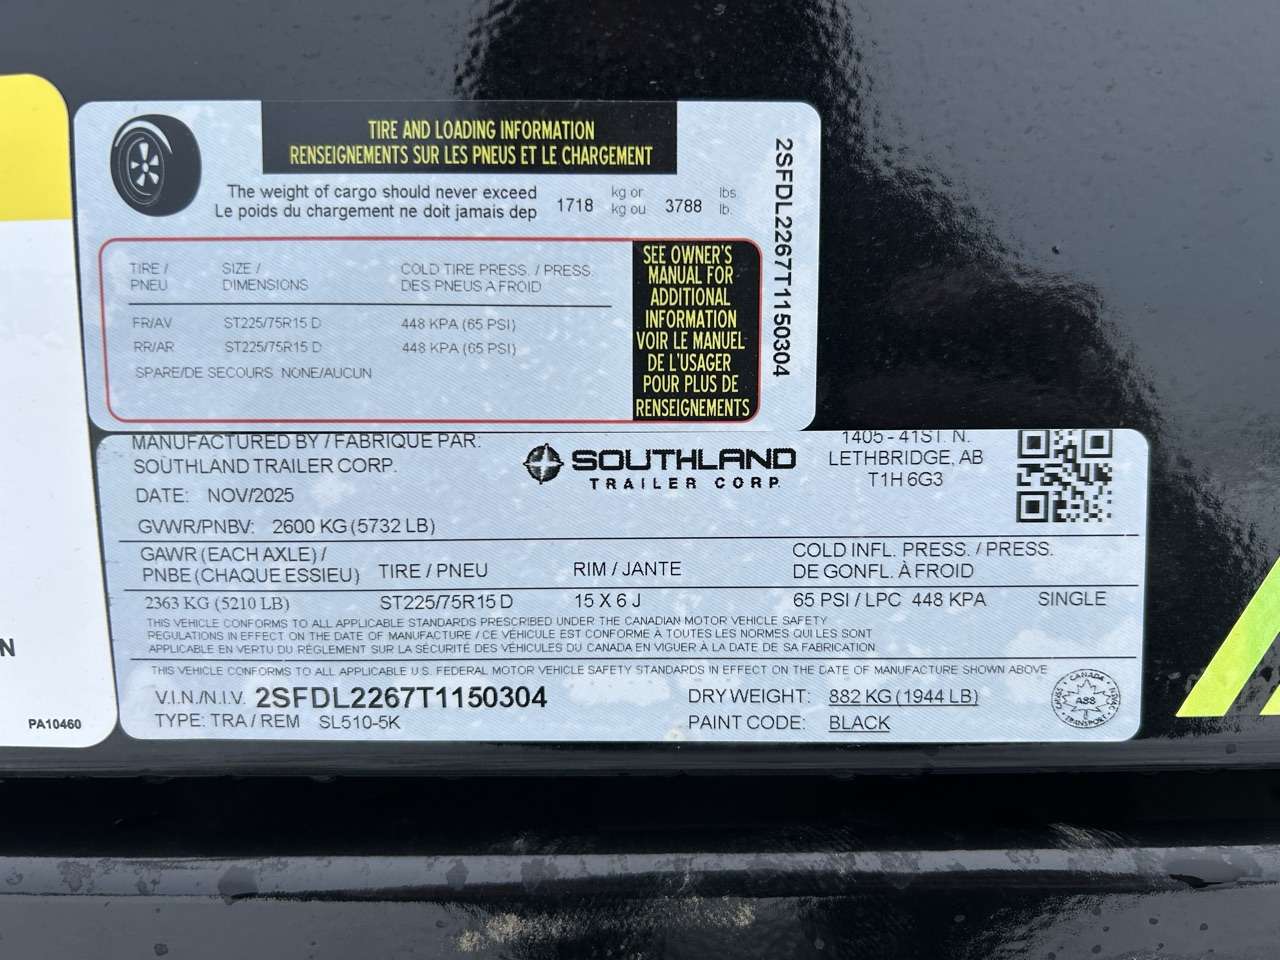 TIRE AND LOADING INFORMATION
RENSEIGNEMENTS SUR LES PNEUS ET LE CHARGEMENT
The weight of cargo should never exceed 1718 kg or 3788 lbs
Le poids du chargement ne doit jamais dep kg ou lb.
TIRE / SIZE / COLD TIRE PRESS. / PRESS.
PNEU DIMENSIONS DES PNEUS A FROID
FR/AV ST225/75R15 D 448 KPA (65 PSI)
RR/AR ST225/75R15 D 448 KPA (65 PSI)
SPARE/DE SECOURS NONE/AUCUN
SEE OWNER'S
MANUAL FOR
ADDITIONAL
INFORMATION
VOIR LE MANUEL
DE L'USAGER
POUR PLUS DE
RENSEIGNEMENTS
2SFDL2267T1150304
MANUFACTURED BY / FABRIQUE PAR:
SOUTHLAND TRAILER CORP.
DATE: NOV/2025
GVWR/PNBV: 2600 KG (5732 LB)
SOUTHLAND
TRAILER CORP
1405 - 41ST. N.
LETHBRIDGE, AB
T1H 6G3
GAWR (EACH AXLE) /
PNBE (CHAQUE ESSIEU) TIRE / PNEU RIM / JANTE COLD INFL. PRESS. / PRESS.
DE GONFL. À FROID
2363 KG (5210 LB) ST225/75R15 D 15 X 6 J 65 PSI / LPC 448 KPA SINGLE
THIS VEHICLE CONFORMS TO ALL APPLICABLE STANDARDS PRESCRIBED UNDER THE CANADIAN MOTOR VEHICLE SAFETY
REGULATIONS IN EFFECT ON THE DATE OF MANUFACTURE / CE VÉHICULE EST CONFORME À TOUTES LES NORMES QUI LES SONT
APPLICABLE EN VERTU DU RÈGLEMENT SUR LA SÉCURITÉ DES VÉHICULES DU CANADA EN VIGUER À LA DATE DE SA FABRICATION
THIS VEHICLE CONFORMS TO ALL APPLICABLE U.S. FEDERAL MOTOR VEHICLE SAFETY STANDARDS IN EFFECT ON THE DATE OF MANUFACTURE SHOWN ABOVE
V.I.N./N.I.V. 2SFDL2267T1150304 DRY WEIGHT: 882 KG (1944 LB)
TYPE: TRA / REM SL510-5K PAINT CODE: BLACK
CANADA
TRANSPORT
N
PA10460